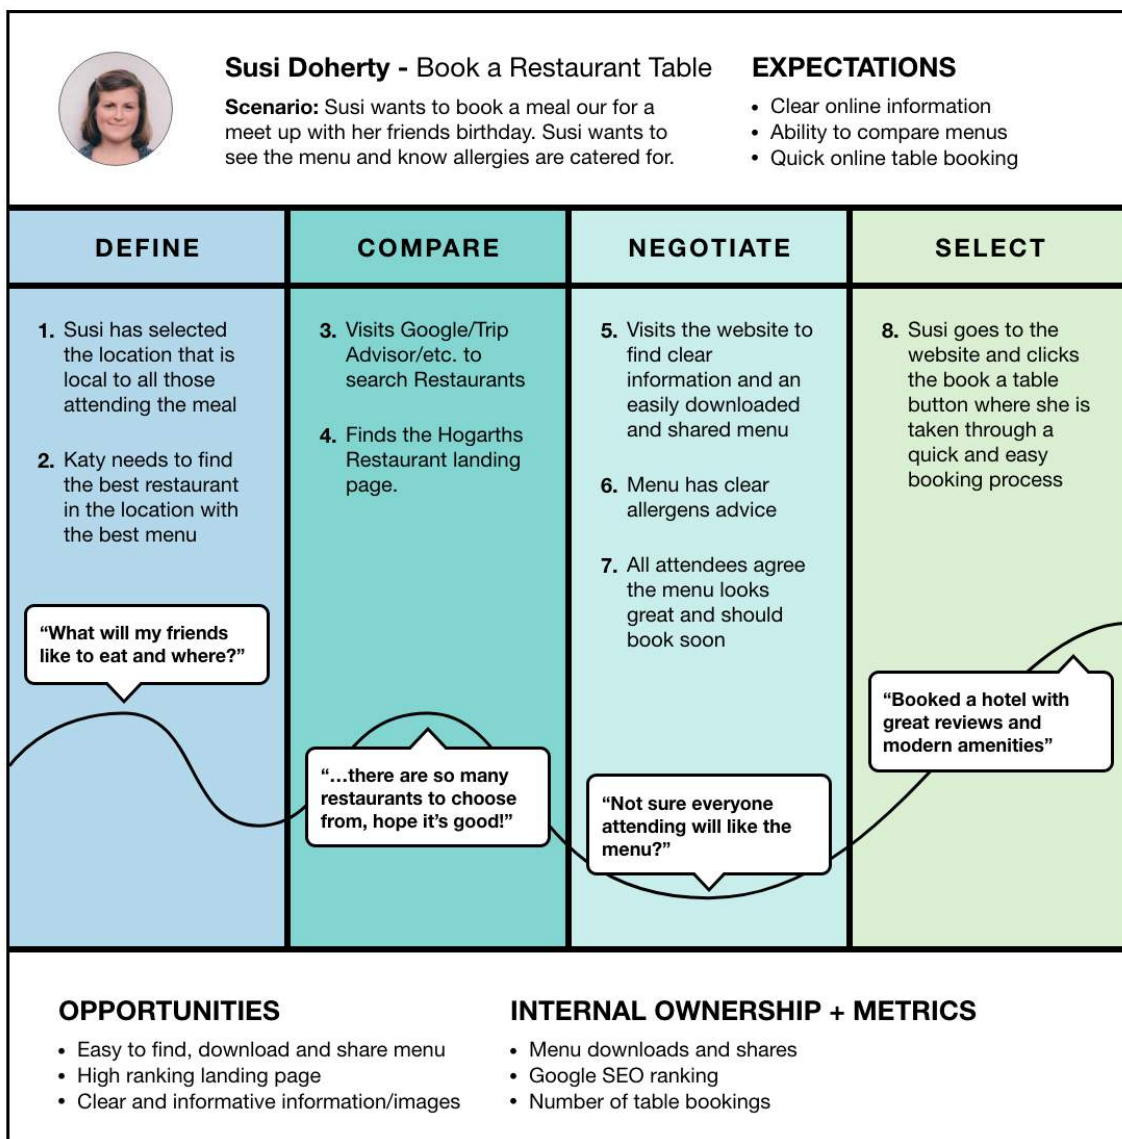 Susi Doherty - Book a Restaurant Table
Scenario: Susi wants to book a meal our for a
meet up with her friends birthday. Susi wants to
see the menu and know allergies are catered for.
EXPECTATIONS
• Clear online information
• Ability to compare menus
• Quick online table booking
DEFINE
1. Susi has selected
the location that is
local to all those
attending the meal
2. Katy needs to find
the best restaurant
in the location with
the best menu
“What will my friends
like to eat and where?”
COMPARE
3. Visits Google/Trip
Advisor/etc. to
search Restaurants
4. Finds the Hogarths
Restaurant landing
page.
“...there are so many
restaurants to choose
from, hope it’s good!”
NEGOTIATE
5. Visits the website to
find clear
information and an
easily downloaded
and shared menu
6. Menu has clear
allergens advice
7. All attendees agree
the menu looks
great and should
book soon
“Not sure everyone
attending will like the
menu?”
SELECT
8. Susi goes to the
website and clicks
the book a table
button where she is
taken through a
quick and easy
booking process
“Booked a hotel with
great reviews and
modern amenities”
OPPORTUNITIES
• Easy to find, download and share menu
• High ranking landing page
• Clear and informative information/images
INTERNAL OWNERSHIP + METRICS
• Menu downloads and shares
• Google SEO ranking
• Number of table bookings